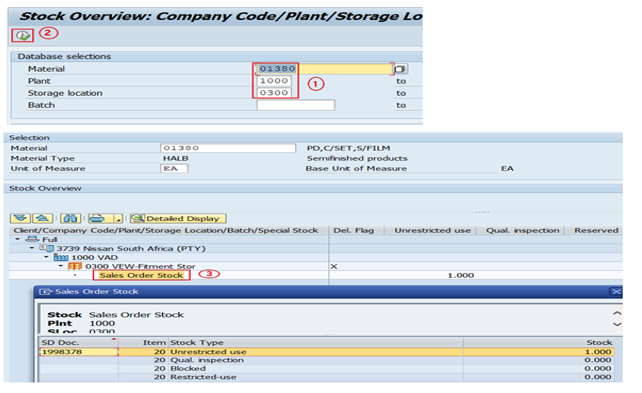 Stock Overview: Company Code/Plant/Storage Lo
2
Database selections
Material 01380
Plant 1000 to
1
Storage location 0300 to
Batch to
Selection
Material 01380 PD,C/SET,S/FILM
Material Type HALB Semifinished products
Unit of Measure EA Base Unit of Measure EA
Stock Overview
Detailed Display
Client/Company Code/Plant/Storage Location/Batch/Special Stock Del. Flag Unrestricted use Qual. inspection Reserved
Full
3739 Nissan South Africa (PTY)
1000 VAD
0300 VEW-Fitment Stor X
Sales Order Stock 3 1.000
Sales Order Stock
Stock Sales Order Stock
Plnt 1000
SLoc 0300
SD Doc. Item Stock Type Stock
1998378 20 Unrestricted use 1.000
20 Qual. inspection 0.000
20 Blocked 0.000
20 Restricted-use 0.000